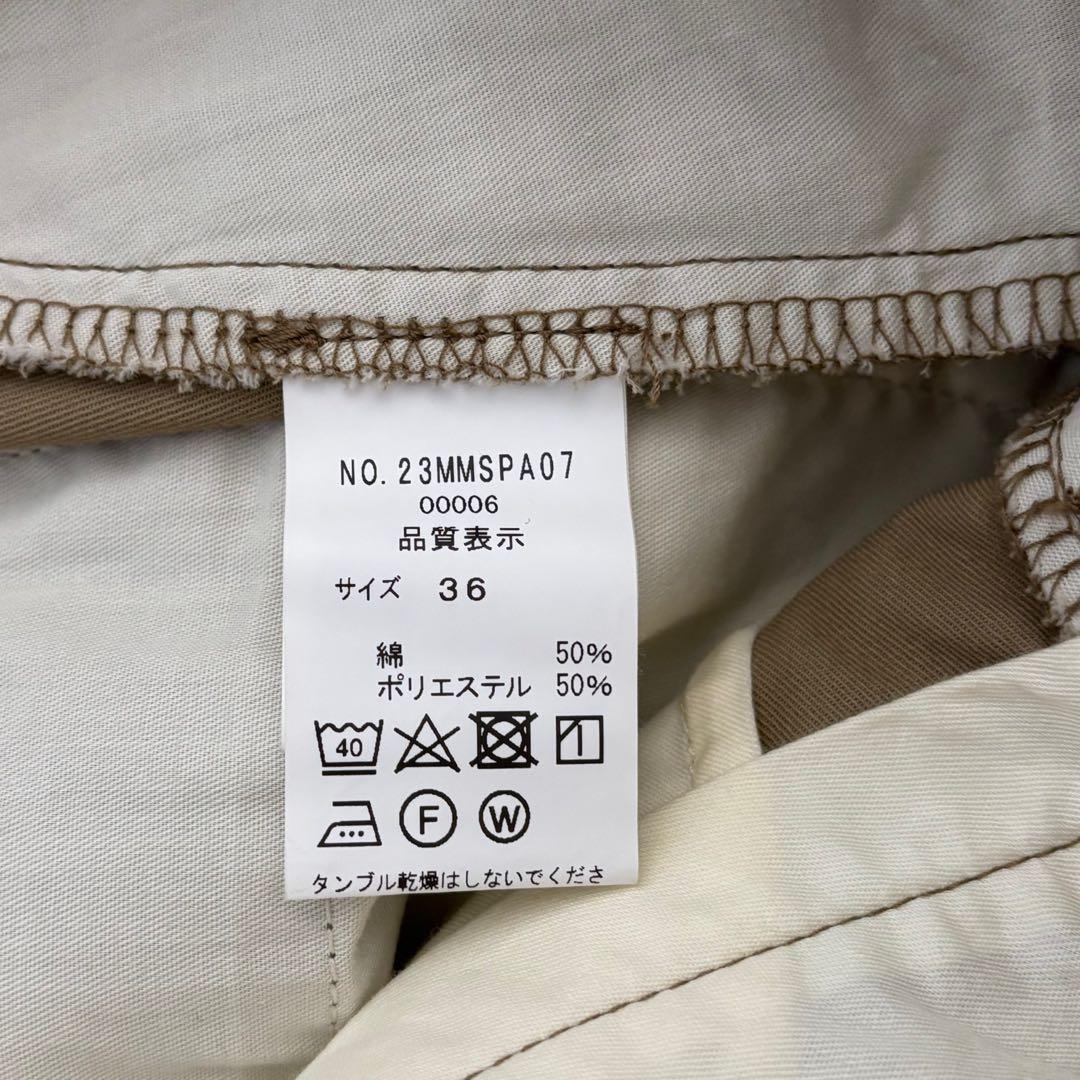 NO.23MMSPA07
00006
品質表示
サイズ 36
綿 50%
ポリエステル 50%
40
F W
タンブル乾燥はしないでくださ